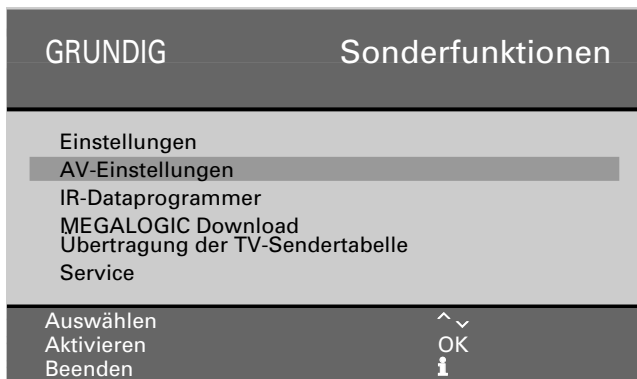 GRUNDIG Sonderfunktionen
Einstellungen
AV-Einstellungen
IR-Dataprogrammer
MEGALOGIC Download
Übertragung der TV-Sendertabelle
Service
Auswählen ^ ⌄
Aktivieren OK
Beenden i